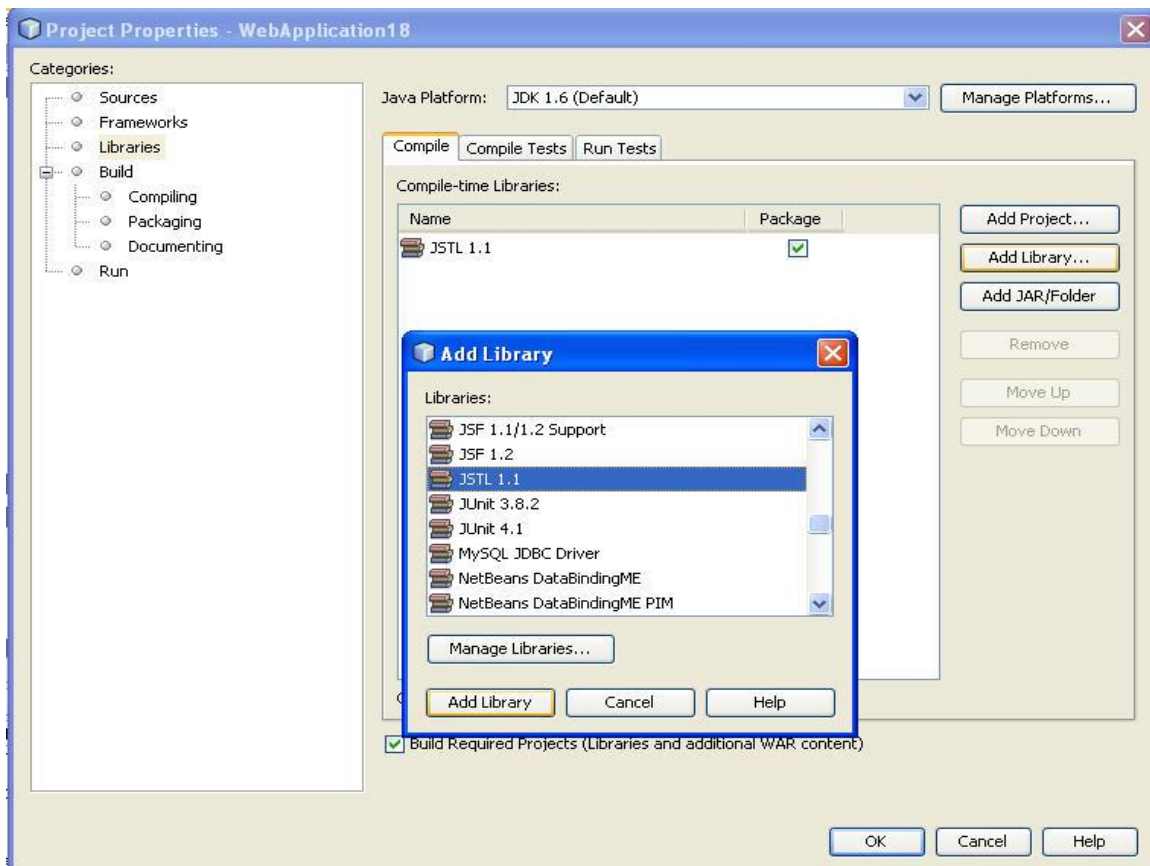 Project Properties - WebApplication18
Categories:
Sources
Frameworks
Libraries
Build
Compiling
Packaging
Documenting
Run
Java Platform: JDK 1.6 (Default) Manage Platforms...
Compile Compile Tests Run Tests
Compile-time Libraries:
Name Package
JSTL 1.1
Add Project...
Add Library...
Add JAR/Folder
Remove
Move Up
Move Down
Add Library
Libraries:
JSF 1.1/1.2 Support
JSF 1.2
JSTL 1.1
JUnit 3.8.2
JUnit 4.1
MySQL JDBC Driver
NetBeans DataBindingME
NetBeans DataBindingME PIM
Manage Libraries...
Add Library Cancel Help
Build Required Projects (Libraries and additional WAR content)
OK Cancel Help